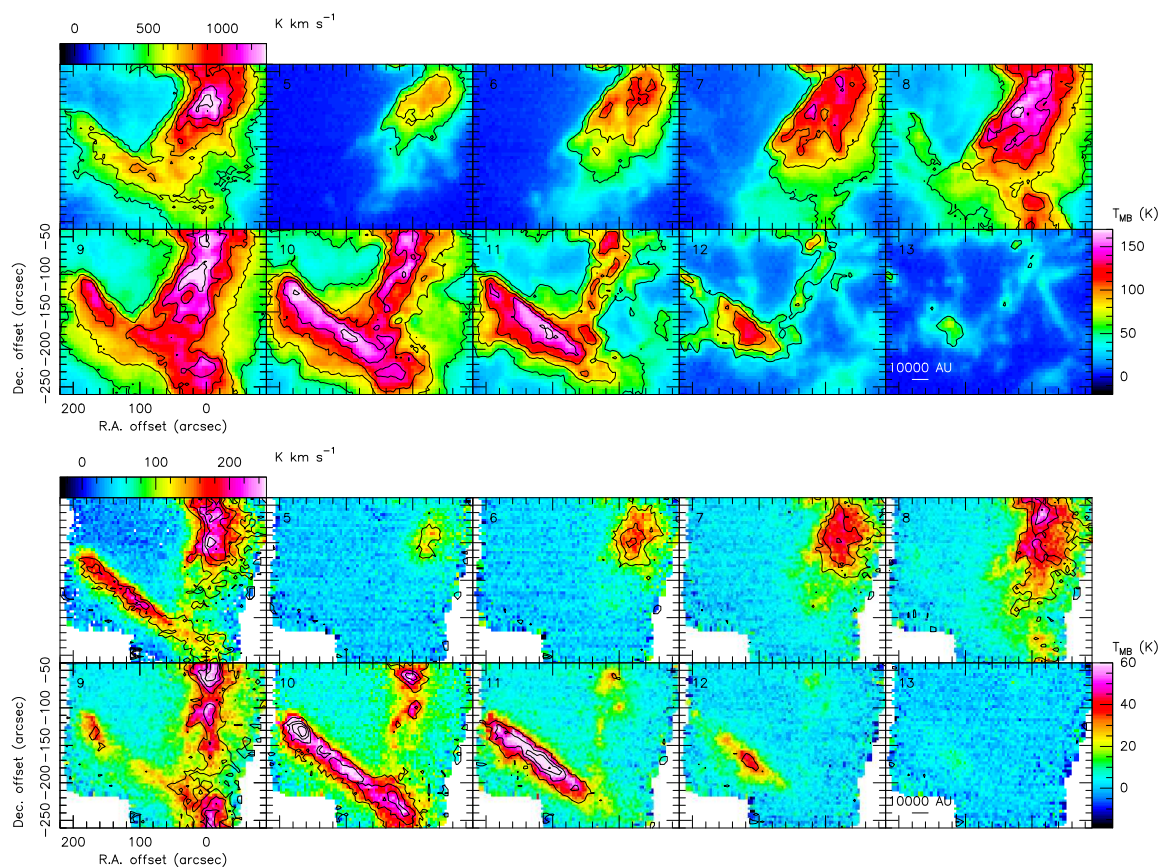 0 500 1000 K km s⁻¹
5 6 7 8
T_MB (K)
9 10 11 12 13
−50
−100
−150
−200
−250
Dec. offset (arcsec)
150
100
50
0
10000 AU
200 100 0
R.A. offset (arcsec)
0 100 200 K km s⁻¹
5 6 7 8
T_MB (K)
9 10 11 12 13
−50
−100
−150
−200
−250
Dec. offset (arcsec)
60
40
20
0
10000 AU
200 100 0
R.A. offset (arcsec)